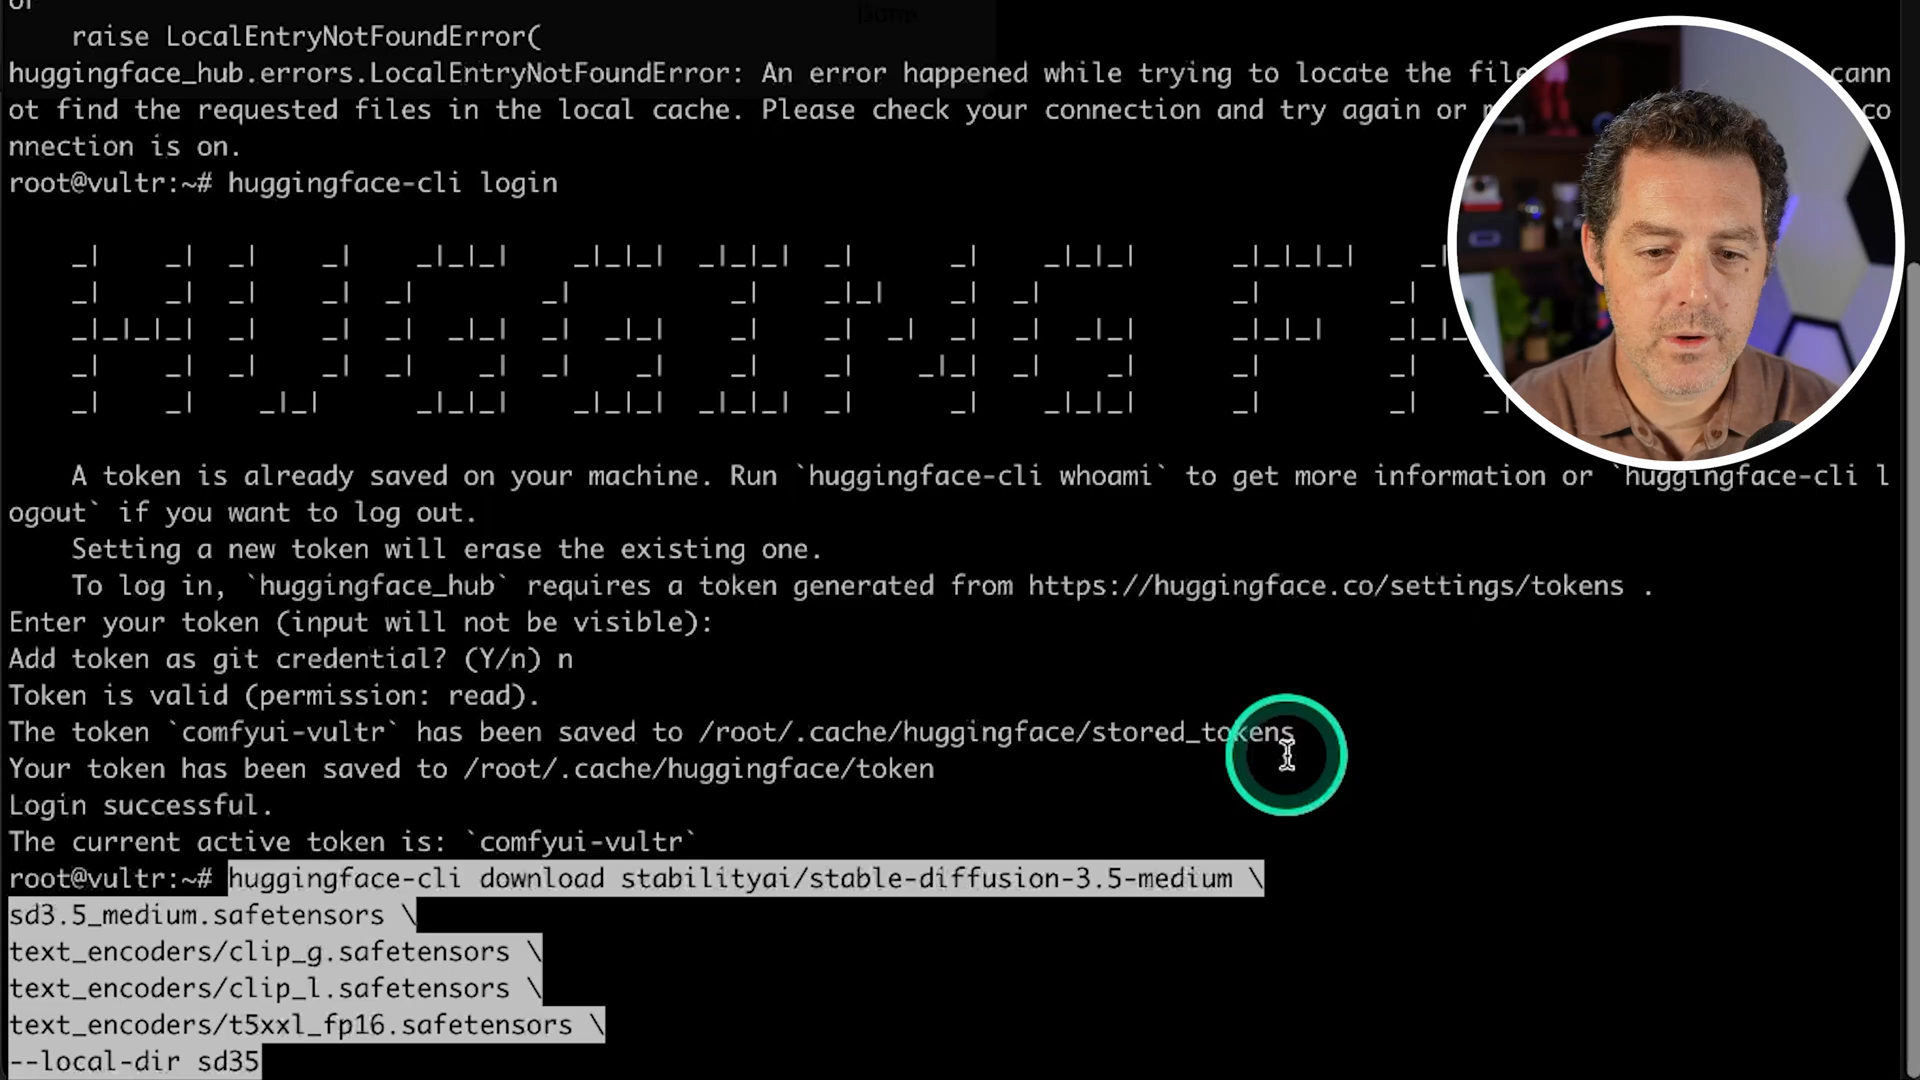 or
Done
raise LocalEntryNotFoundError(
huggingface_hub.errors.LocalEntryNotFoundError: An error happened while trying to locate the file cann
ot find the requested files in the local cache. Please check your connection and try again or co
nnection is on.
root@vultr:~# huggingface-cli login
HUGGING FA
A token is already saved on your machine. Run `huggingface-cli whoami` to get more information or `huggingface-cli l
ogout` if you want to log out.
Setting a new token will erase the existing one.
To log in, `huggingface_hub` requires a token generated from https://huggingface.co/settings/tokens .
Enter your token (input will not be visible):
Add token as git credential? (Y/n) n
Token is valid (permission: read).
The token `comfyui-vultr` has been saved to /root/.cache/huggingface/stored_tokens
Your token has been saved to /root/.cache/huggingface/token
Login successful.
The current active token is: `comfyui-vultr`
root@vultr:~# huggingface-cli download stabilityai/stable-diffusion-3.5-medium \
sd3.5_medium.safetensors \
text_encoders/clip_g.safetensors \
text_encoders/clip_l.safetensors \
text_encoders/t5xxl_fp16.safetensors \
--local-dir sd35